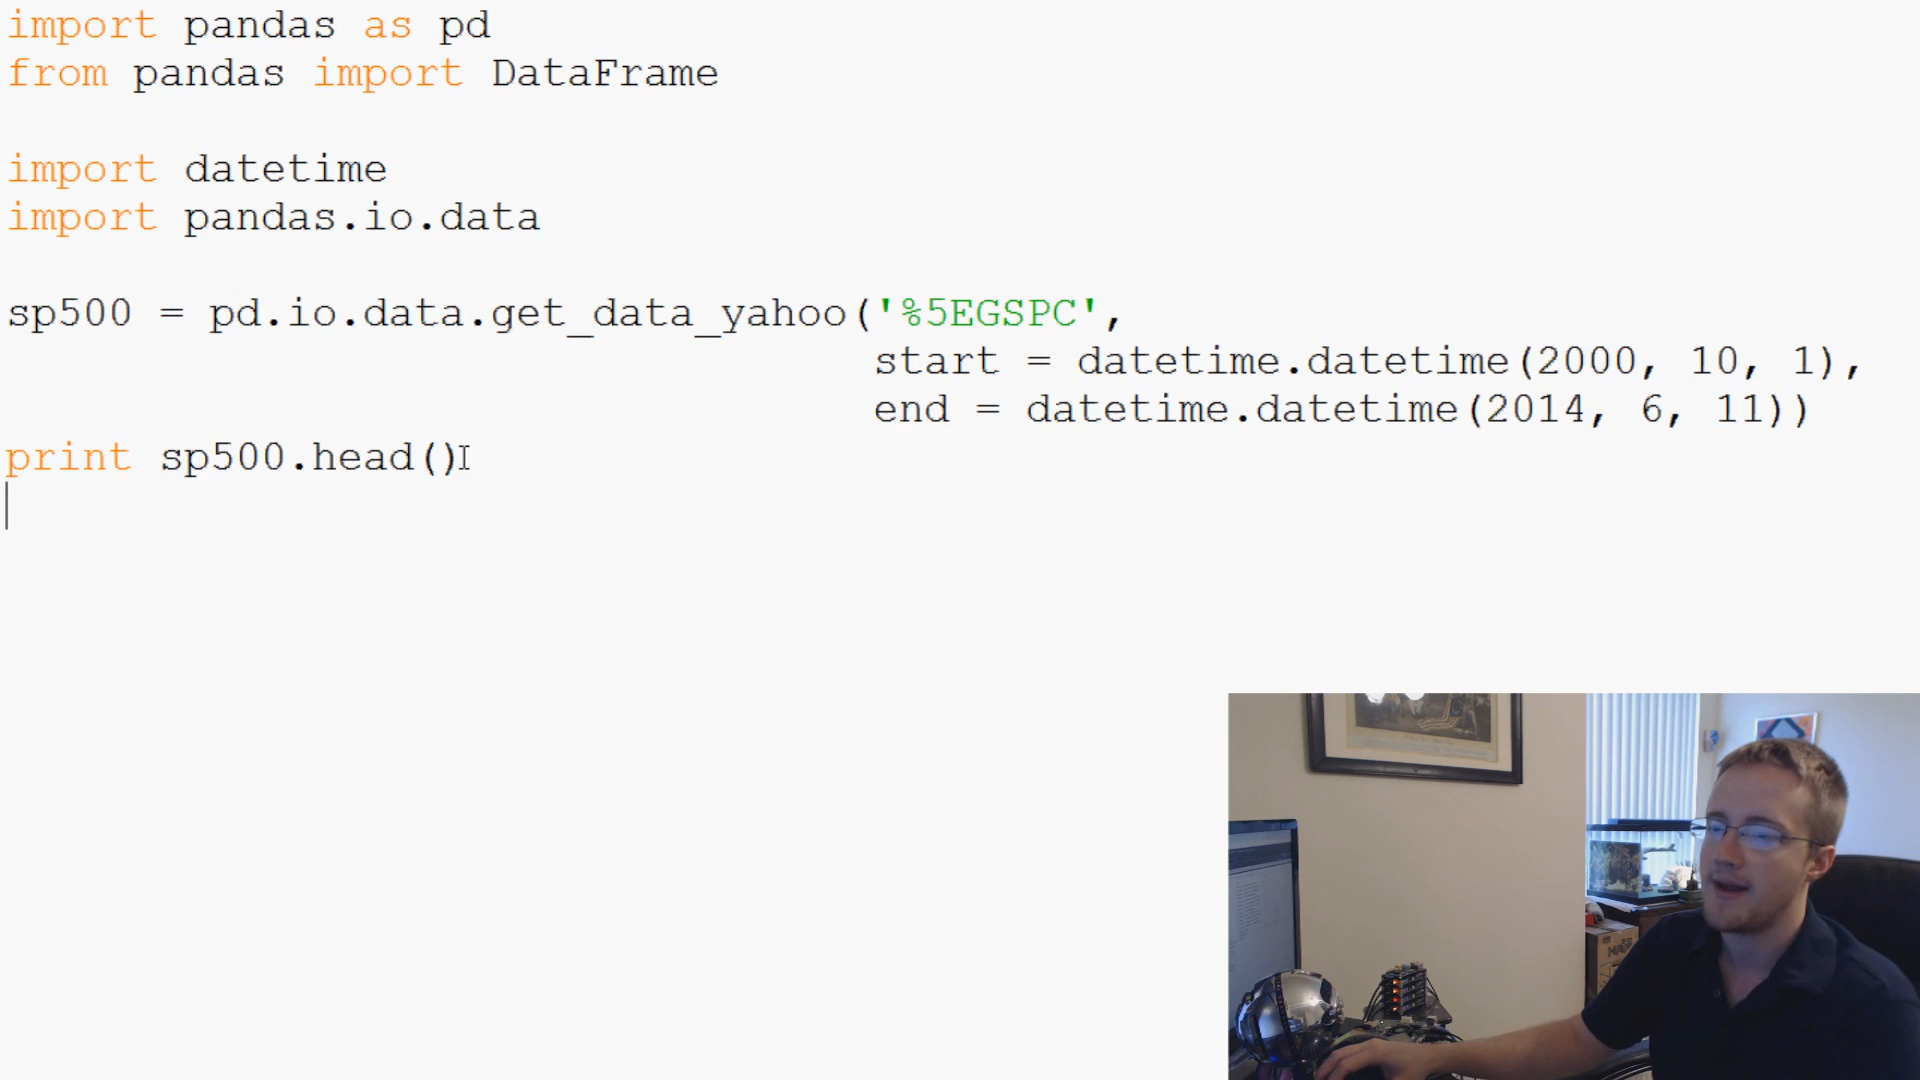 import pandas as pd
from pandas import DataFrame
import datetime
import pandas.io.data
sp500 = pd.io.data.get_data_yahoo('%5EGSPC',
start = datetime.datetime(2000, 10, 1),
end = datetime.datetime(2014, 6, 11))
print sp500.head()